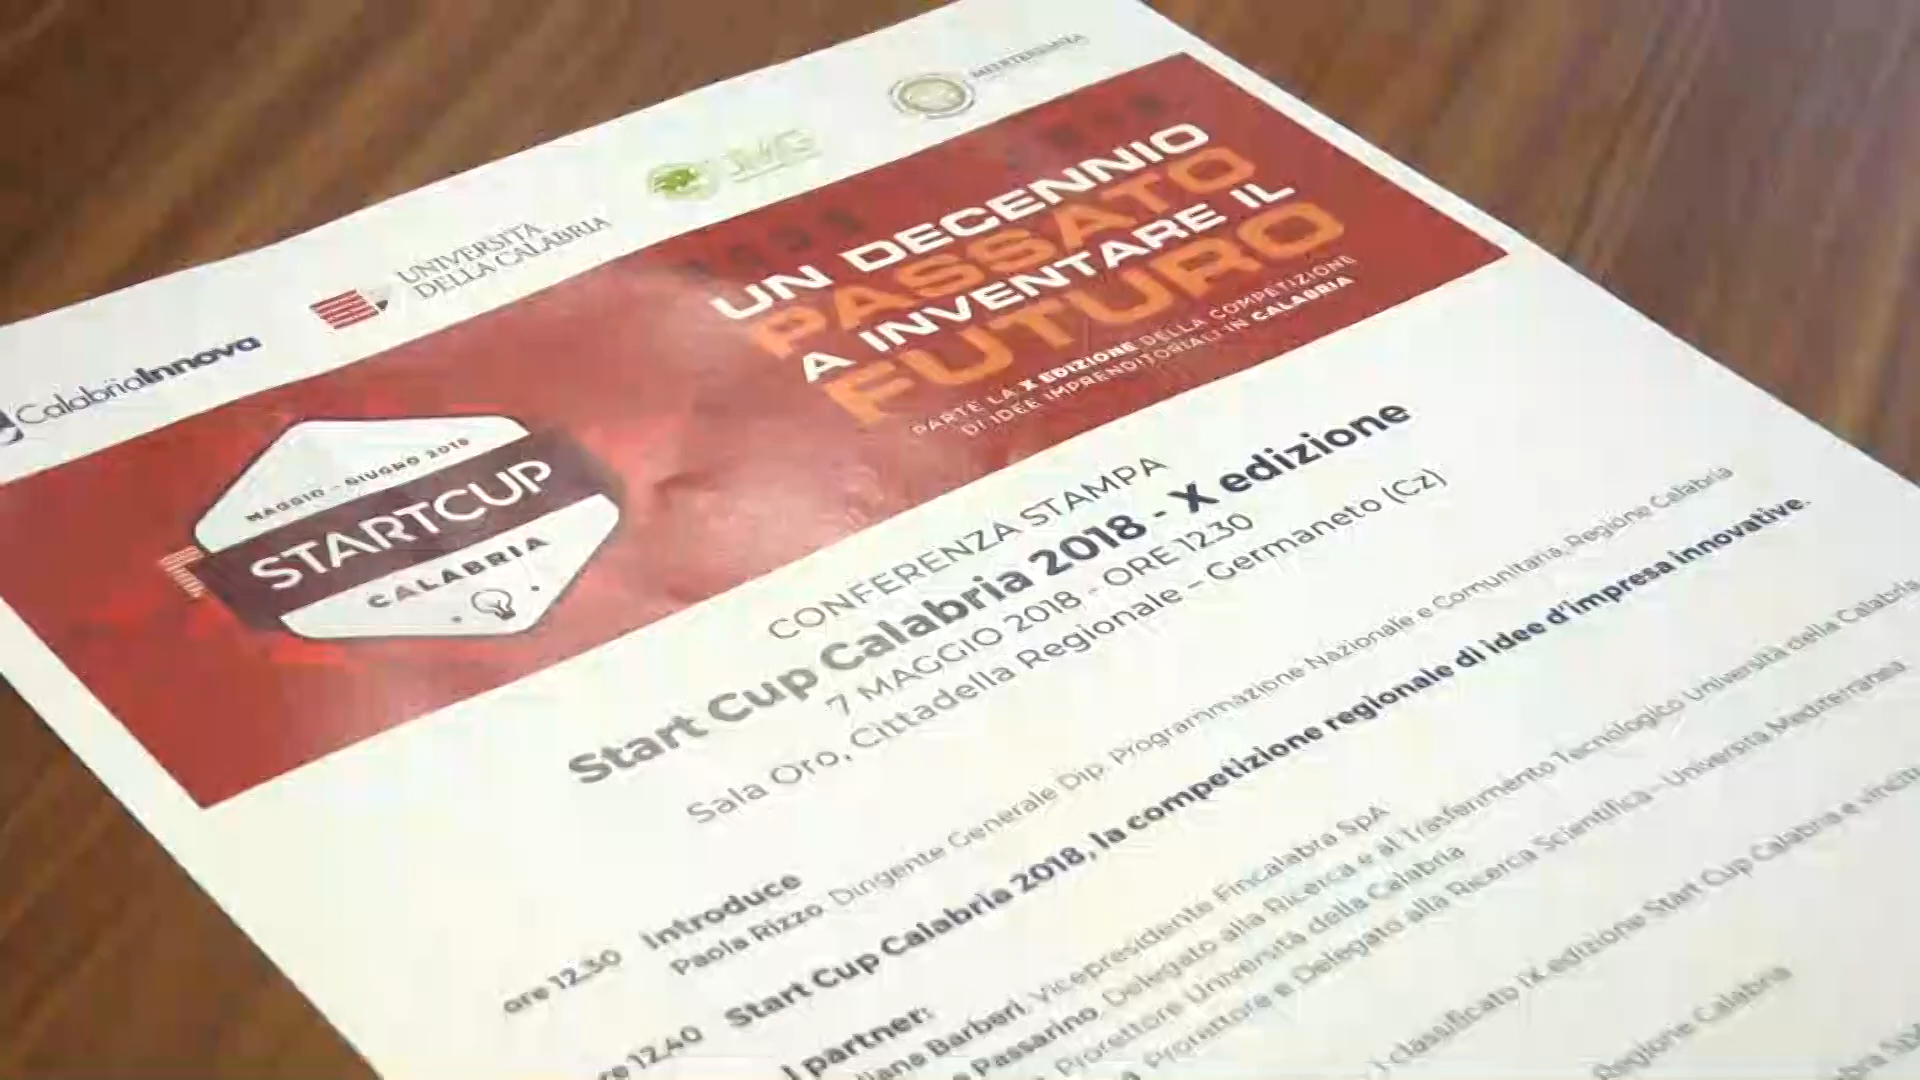 CalabriaInnova
UNIVERSITÀ
DELLA CALABRIA
UMG
MEDITERRANEA
MAGGIO - GIUGNO 2018
STARTCUP
CALABRIA
UN DECENNIO
PASSATO
A INVENTARE IL
FUTURO
PARTE LA X EDIZIONE DELLA COMPETIZIONE
DI IDEE IMPRENDITORIALI IN CALABRIA
CONFERENZA STAMPA
Start Cup Calabria 2018 - X edizione
7 MAGGIO 2018 - ORE 12.30
Sala Oro, Cittadella Regionale – Germaneto (Cz)
ore 12.30 Introduce
Paola Rizzo Dirigente Generale Dip. Programmazione Nazionale e Comunitaria, Regione Calabria
ore 12.40 Start Cup Calabria 2018, la competizione regionale di idee d'impresa innovative.
I partner:
Barberi, Vicepresidente Fincalabra SpA
Passarino, Delegato alla Ricerca e al Trasferimento Tecnologico Università della Calabria
Prorettore Università della Calabria
Prorettore e Delegato alla Ricerca Scientifica – Università Mediterranea
classificato IX edizione Start Cup Calabria e
Regione Calabria